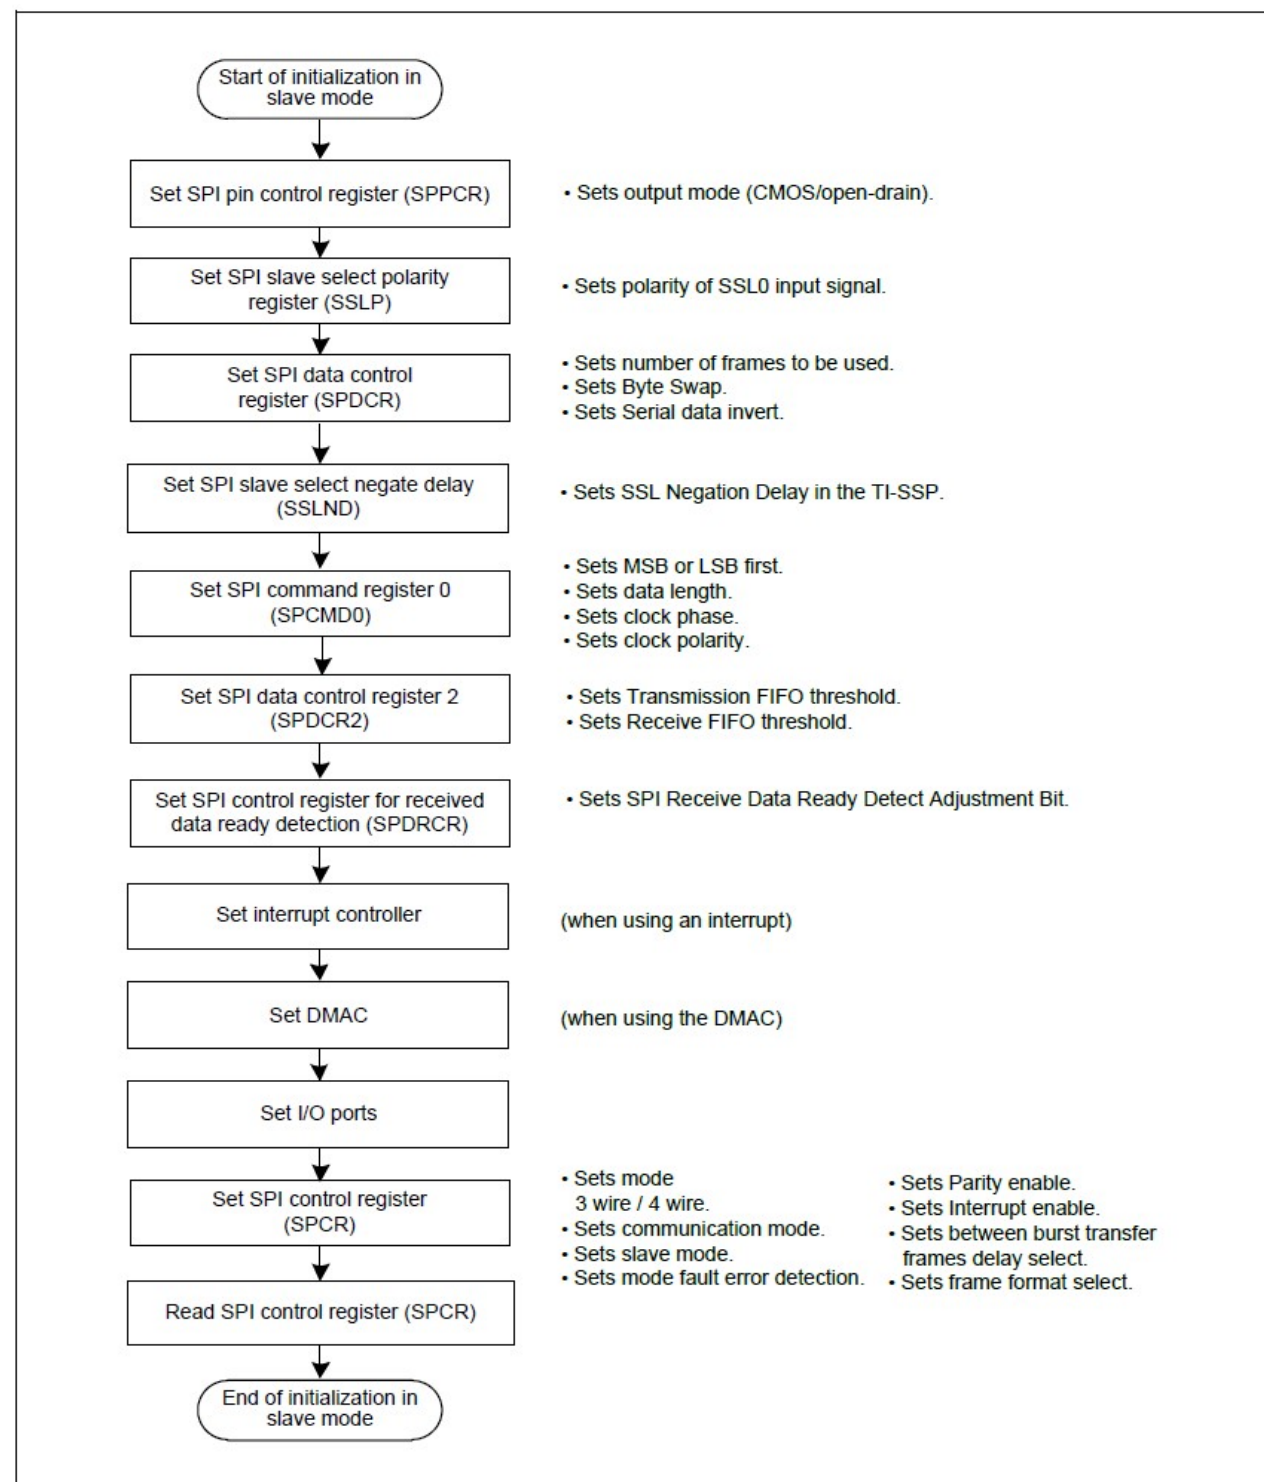 Start of initialization in
slave mode
Set SPI pin control register (SPPCR)
• Sets output mode (CMOS/open-drain).
Set SPI slave select polarity
register (SSLP)
• Sets polarity of SSL0 input signal.
Set SPI data control
register (SPDCR)
• Sets number of frames to be used.
• Sets Byte Swap.
• Sets Serial data invert.
Set SPI slave select negate delay
(SSLND)
• Sets SSL Negation Delay in the TI-SSP.
Set SPI command register 0
(SPCMD0)
• Sets MSB or LSB first.
• Sets data length.
• Sets clock phase.
• Sets clock polarity.
Set SPI data control register 2
(SPDCR2)
• Sets Transmission FIFO threshold.
• Sets Receive FIFO threshold.
Set SPI control register for received
data ready detection (SPDRCR)
• Sets SPI Receive Data Ready Detect Adjustment Bit.
Set interrupt controller
(when using an interrupt)
Set DMAC
(when using the DMAC)
Set I/O ports
Set SPI control register
(SPCR)
• Sets mode
3 wire / 4 wire.
• Sets communication mode.
• Sets slave mode.
• Sets mode fault error detection.
• Sets Parity enable.
• Sets Interrupt enable.
• Sets between burst transfer
frames delay select.
• Sets frame format select.
Read SPI control register (SPCR)
End of initialization in
slave mode